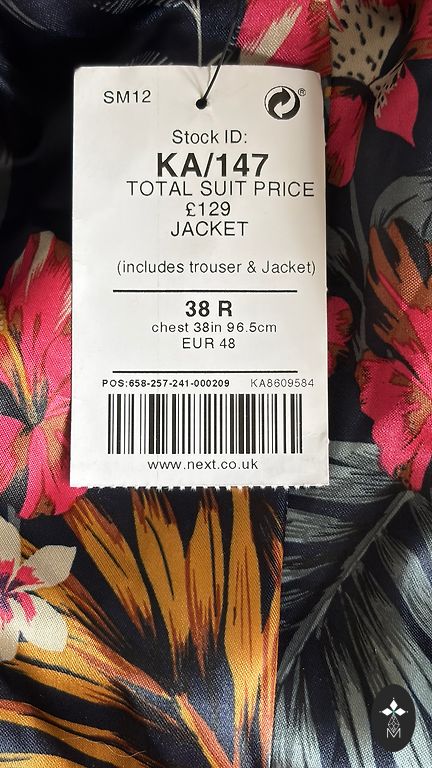 SM12
®
Stock ID:
KA/147
TOTAL SUIT PRICE
£129
JACKET
(includes trouser & Jacket)
38 R
chest 38in 96.5cm
EUR 48
POS:658-257-241-000209 KA8609584
www.next.co.uk
M